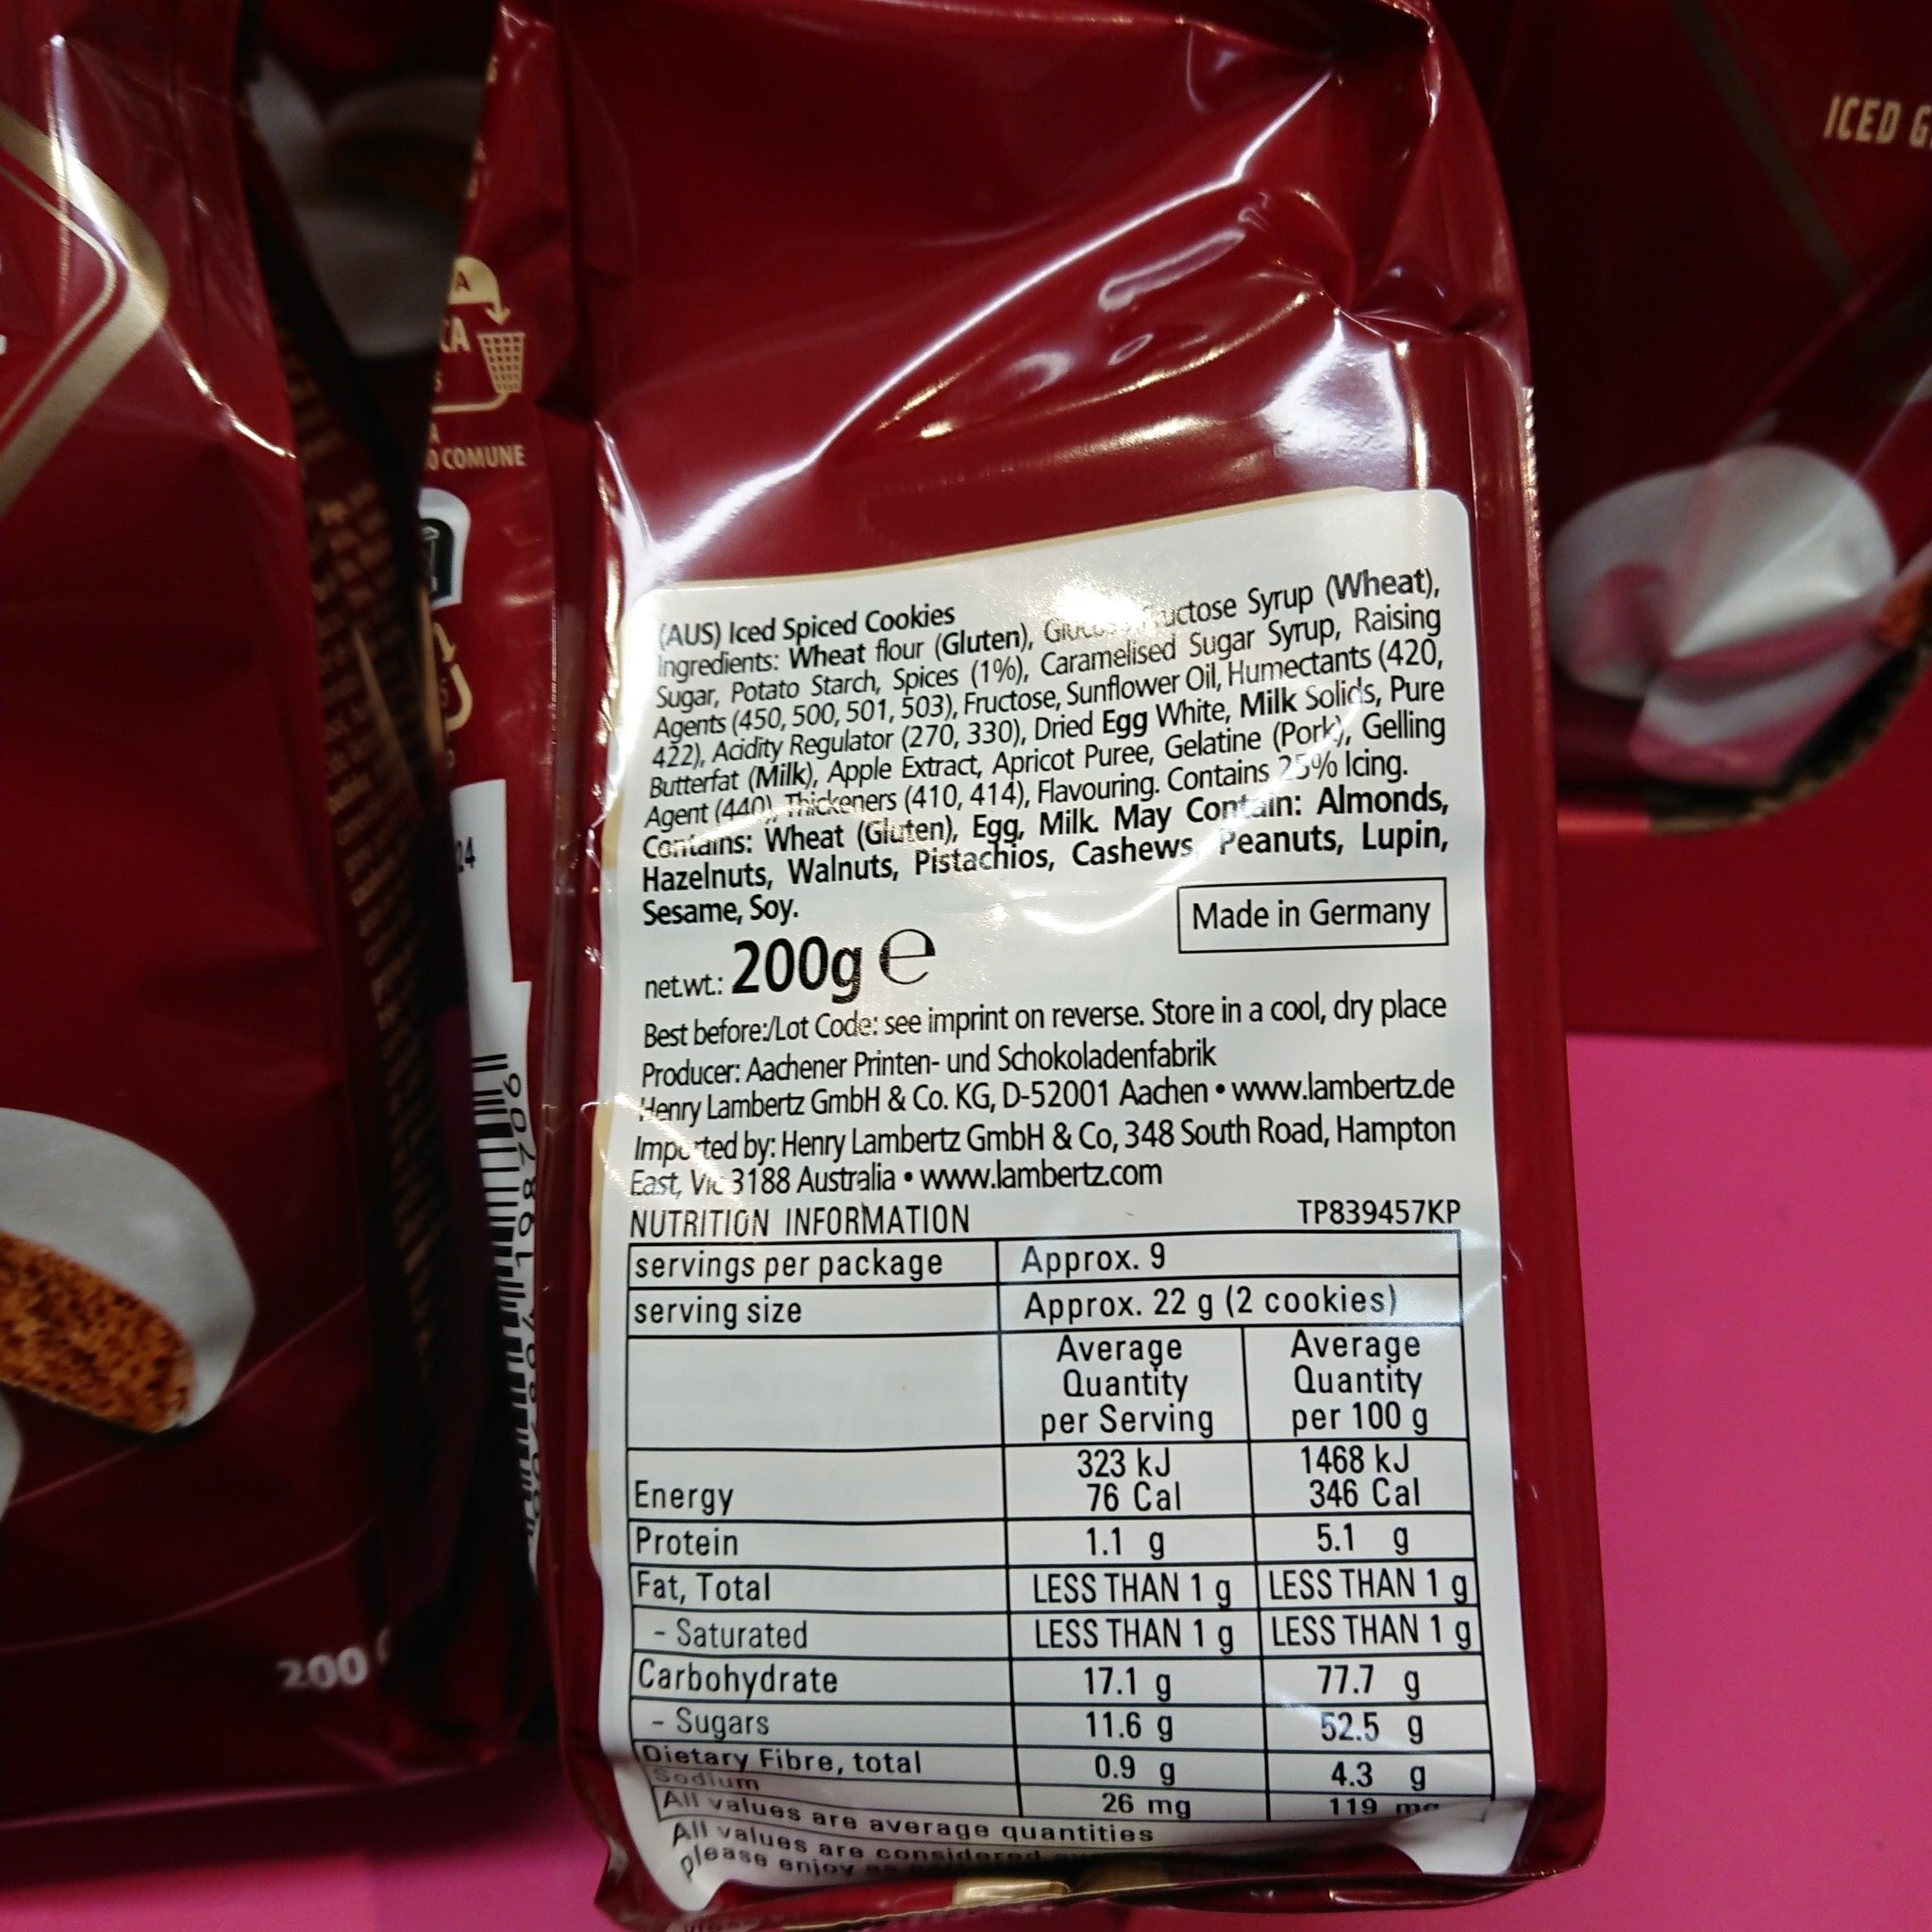 ICED
A
CA
O COMUNE
24
(AUS) Iced Spiced Cookies
Ingredients: Wheat flour (Gluten), Syrup (Wheat),
Sugar, Potato Starch, Spices (1%), Caramelised Sugar Syrup, Raising
Agents (450, 500, 501, 503), Fructose, Sunflower Oil, Humectants (420,
422), Acidity Regulator (270, 330), Dried Egg White, Milk Solids, Pure
Butterfat (Milk), Apple Extract, Apricot Puree, Gelatine (Pork), Gelling
Agent (440), Thickeners (410, 414), Flavouring. Contains 25% Icing.
Contains: Wheat (Gluten), Egg, Milk. May Contain: Almonds,
Hazelnuts, Walnuts, Pistachios, Cashews, Peanuts, Lupin,
Sesame, Soy.
Made in Germany
net.wt.: 200g e
Best before:/Lot Code: see imprint on reverse. Store in a cool, dry place
Producer: Aachener Printen- und Schokoladenfabrik
Henry Lambertz GmbH & Co. KG, D-52001 Aachen • www.lambertz.de
Imported by: Henry Lambertz GmbH & Co, 348 South Road, Hampton
East, Vic 3188 Australia • www.lambertz.com
NUTRITION INFORMATION TP839457KP
servings per package Approx. 9
serving size Approx. 22 g (2 cookies)
Average Average
Quantity Quantity
per Serving per 100 g
323 kJ 1468 kJ
Energy 76 Cal 346 Cal
Protein 1.1 g 5.1 g
Fat, Total LESS THAN 1 g LESS THAN 1 g
- Saturated LESS THAN 1 g LESS THAN 1 g
Carbohydrate 17.1 g 77.7 g
- Sugars 11.6 g 52.5 g
Dietary Fibre, total 0.9 g 4.3 g
Sodium 26 mg 119 mg
All values are average quantities
All values are considered
please enjoy
200